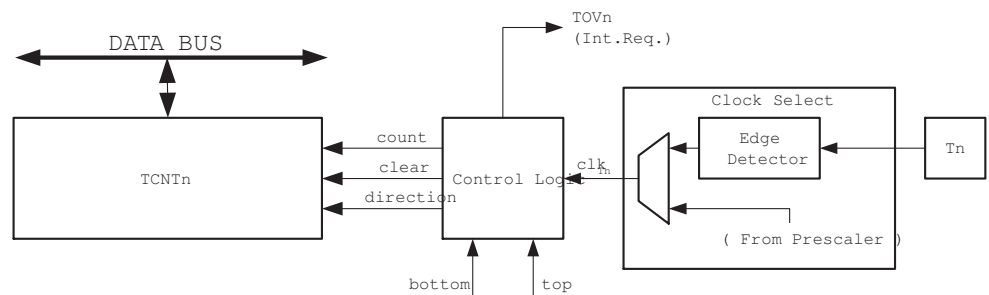 TOVn
(Int.Req.)
DATA BUS
Clock Select
count
Edge
Detector
Tn
clear
TCNTn
Control Logic
clkTn
direction
( From Prescaler )
bottom
top